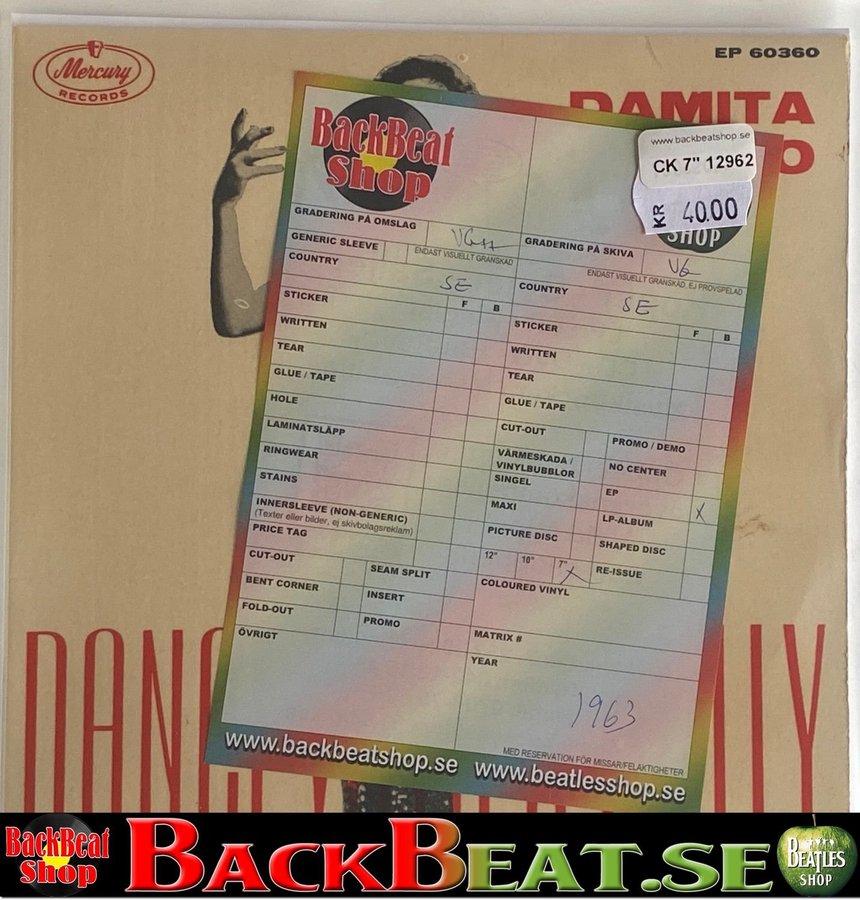 Mercury
RECORDS
EP 60360
DAMITA
O
BackBeat
Shop
www.backbeatshop.se
CK 7" 12962
KR 40.00
SHOP
GRADERING PÅ OMSLAG
VG++
ENDAST VISUELLT GRANSKAD
GENERIC SLEEVE
COUNTRY
SE
F B
STICKER
WRITTEN
TEAR
GLUE / TAPE
HOLE
LAMINATSLÄPP
RINGWEAR
STAINS
INNERSLEEVE (NON-GENERIC)
(Texter eller bilder, ej skivbolagsreklam)
PRICE TAG
CUT-OUT
SEAM SPLIT
BENT CORNER
INSERT
FOLD-OUT
PROMO
ÖVRIGT
GRADERING PÅ SKIVA
VG
ENDAST VISUELLT GRANSKAD, EJ PROVSPELAD
COUNTRY
SE
F B
STICKER
WRITTEN
TEAR
GLUE / TAPE
CUT-OUT
PROMO / DEMO
VÄRMESKADA /
VINYLBUBBLOR
NO CENTER
SINGEL
EP X
MAXI
LP-ALBUM
PICTURE DISC
SHAPED DISC
12" 10" 7" X
RE-ISSUE
COLOURED VINYL
MATRIX #
YEAR
1963
MED RESERVATION FÖR MISSAR/FELAKTIGHETER
www.backbeatshop.se www.beatlesshop.se
BackBeat
Shop
BACKBEAT.SE
BEATLES
SHOP